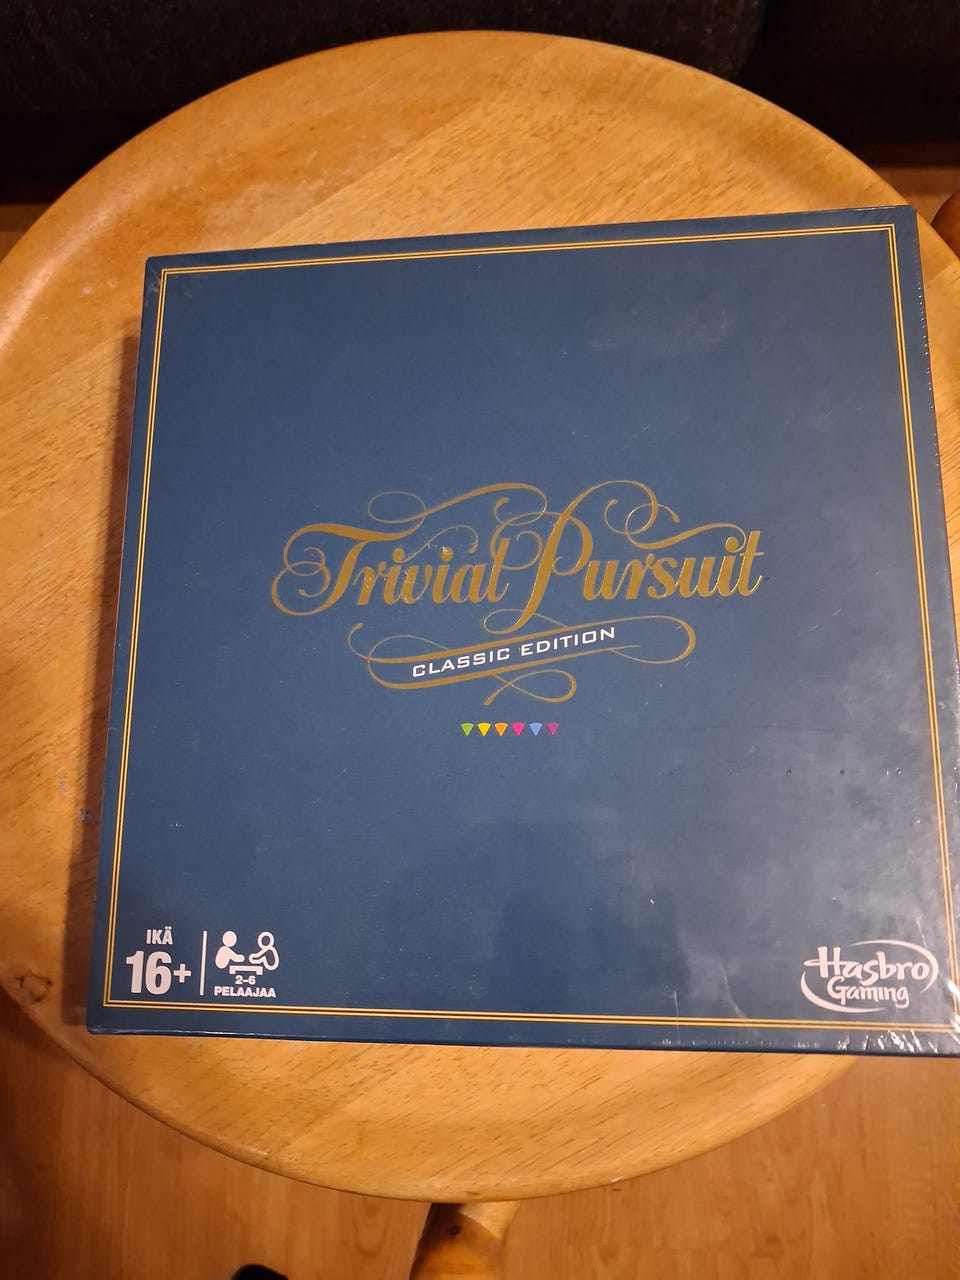 Trivial Pursuit
CLASSIC EDITION
IKÄ
16+
2-6
PELAAJAA
Hasbro
Gaming